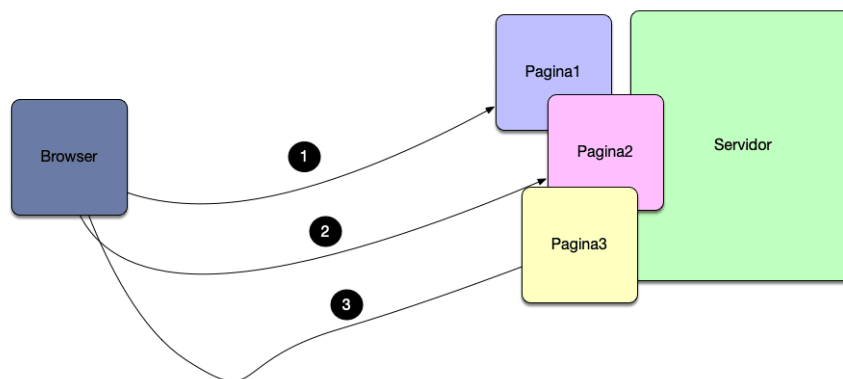 Pagina1
Browser
1
Pagina2
Servidor
2
Pagina3
3